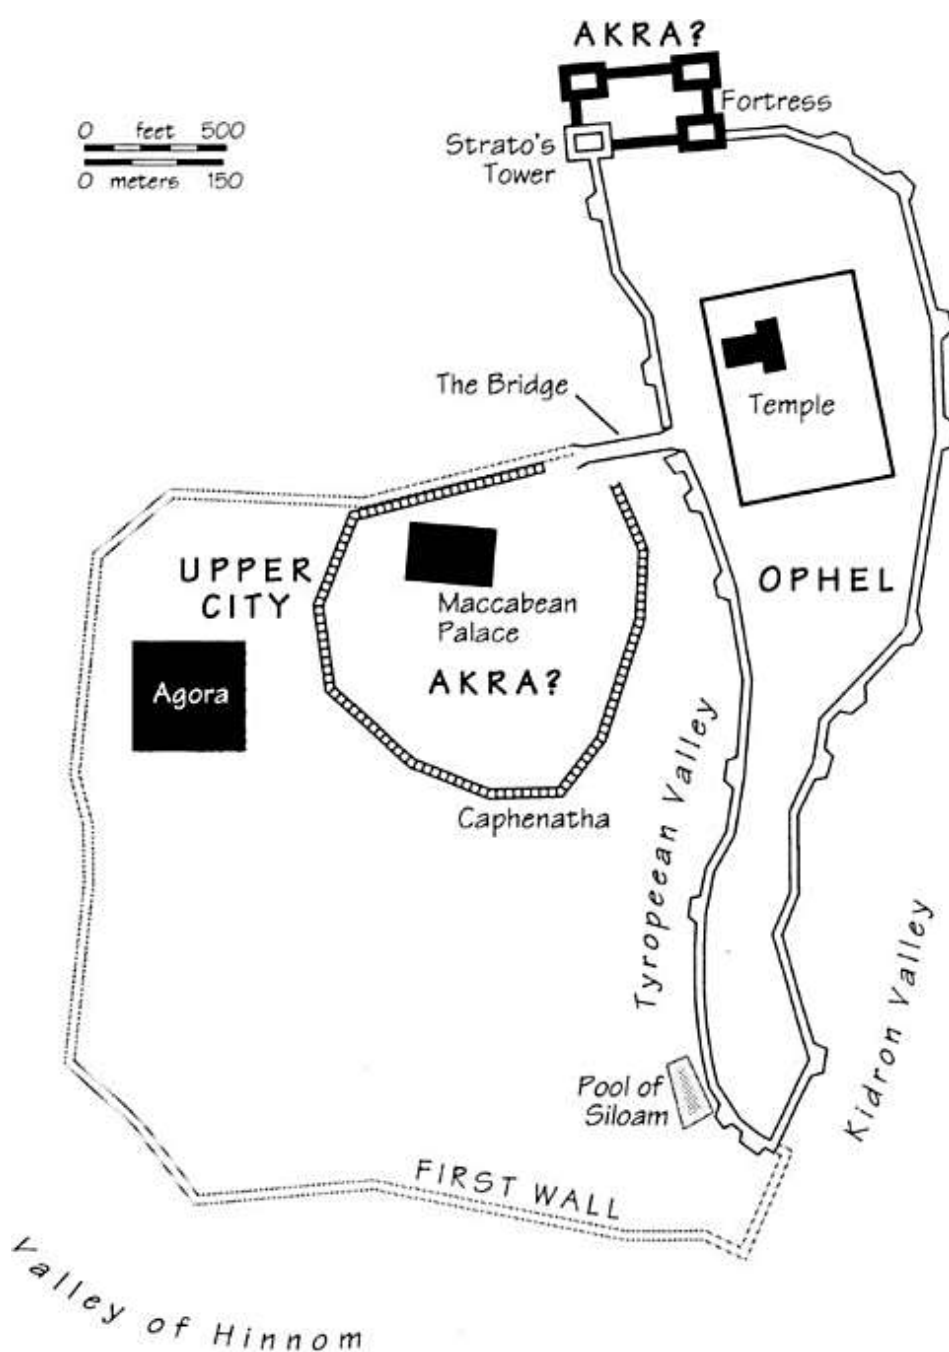 AKRA?
Fortress
0 feet 500
0 meters 150
Strato's
Tower
The Bridge
Temple
UPPER
CITY
OPHEL
Maccabean
Palace
AKRA?
Agora
Caphenatha
Tyropeean Valley
Kidron Valley
Pool of
Siloam
FIRST WALL
Valley of Hinnom